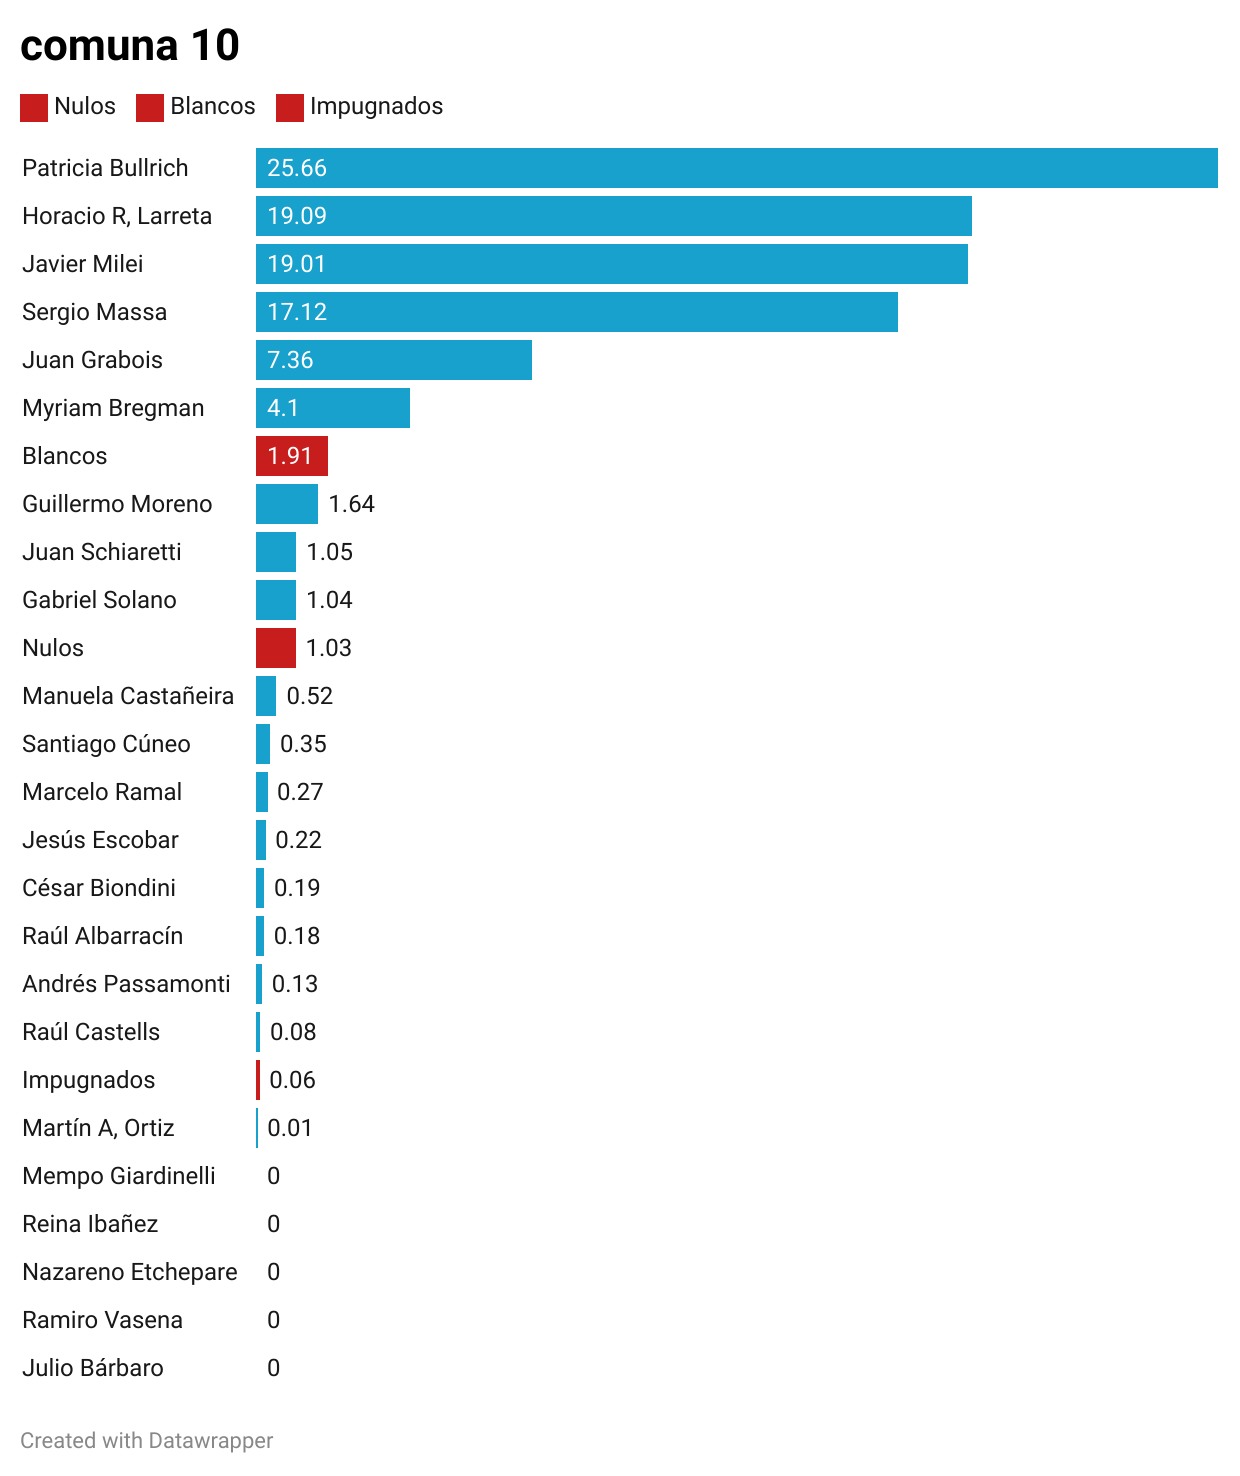 comuna 10
Nulos Blancos Impugnados
Patricia Bullrich 25.66
Horacio R, Larreta 19.09
Javier Milei 19.01
Sergio Massa 17.12
Juan Grabois 7.36
Myriam Bregman 4.1
Blancos 1.91
Guillermo Moreno 1.64
Juan Schiaretti 1.05
Gabriel Solano 1.04
Nulos 1.03
Manuela Castañeira 0.52
Santiago Cúneo 0.35
Marcelo Ramal 0.27
Jesús Escobar 0.22
César Biondini 0.19
Raúl Albarracín 0.18
Andrés Passamonti 0.13
Raúl Castells 0.08
Impugnados 0.06
Martín A, Ortiz 0.01
Mempo Giardinelli 0
Reina Ibañez 0
Nazareno Etchepare 0
Ramiro Vasena 0
Julio Bárbaro 0
Created with Datawrapper